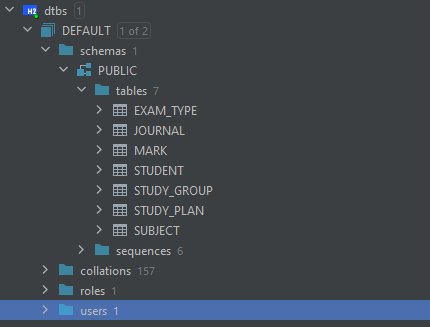 H2 dtbs 1
DEFAULT 1 of 2
schemas 1
PUBLIC
tables 7
EXAM_TYPE
JOURNAL
MARK
STUDENT
STUDY_GROUP
STUDY_PLAN
SUBJECT
sequences 6
collations 157
roles 1
users 1